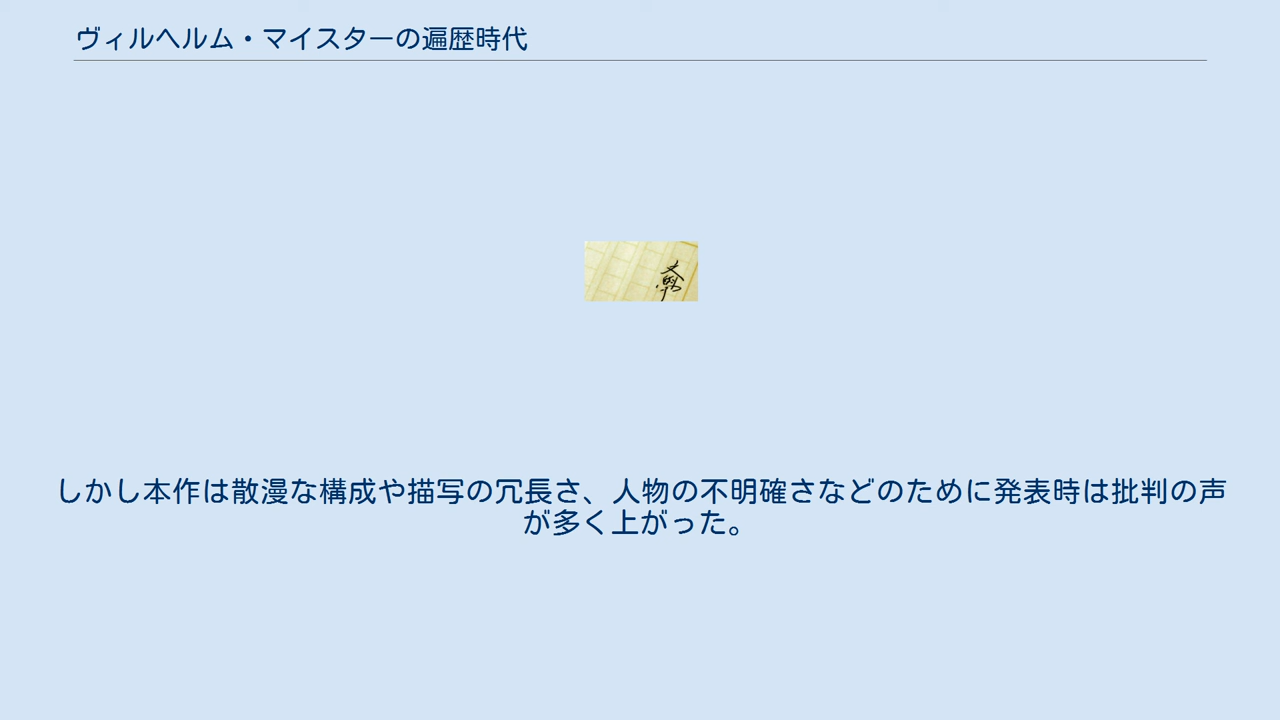 ヴィルヘルム・マイスターの遍歴時代
しかし本作は散漫な構成や描写の冗長さ、人物の不明確さなどのために発表時は批判の声
が多く上がった。